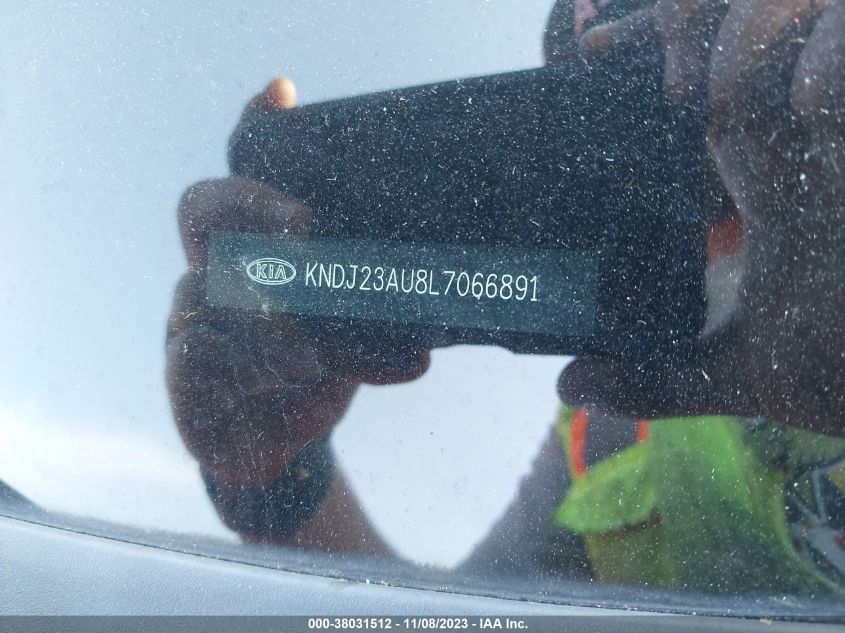 KIA KNDJ23AU8L7066891
000-38031512 - 11/08/2023 - IAA Inc.